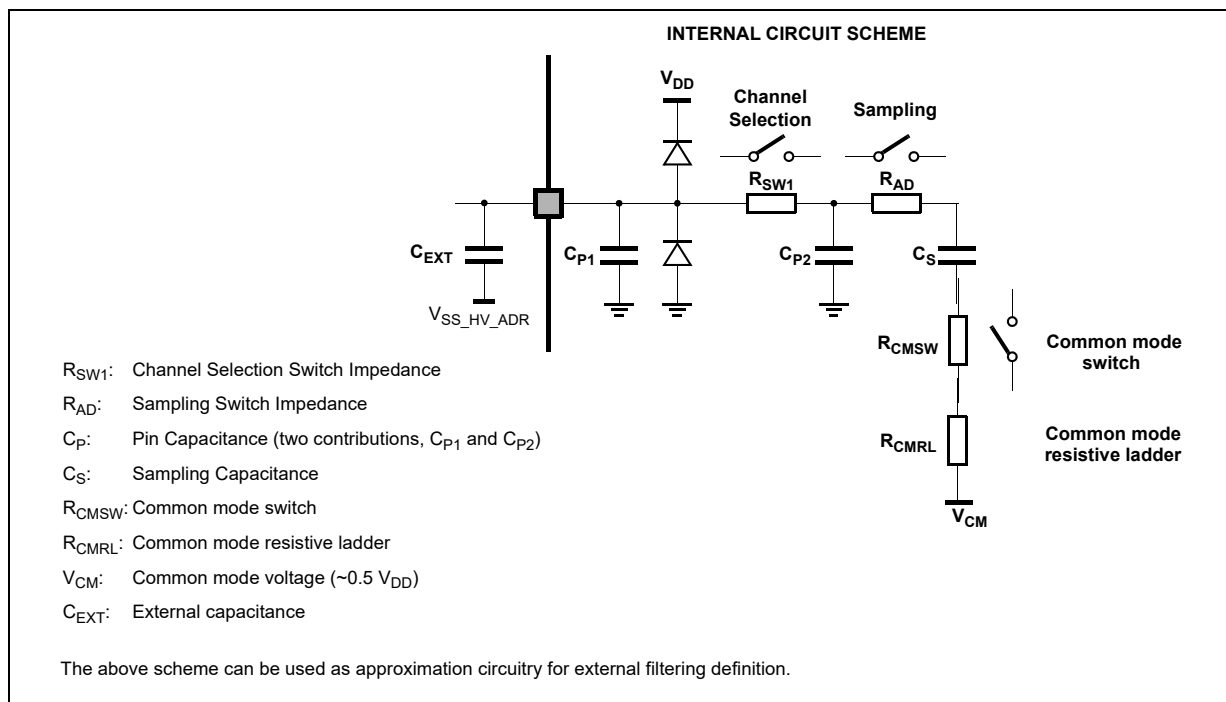 INTERNAL CIRCUIT SCHEME
VDD
Channel
Selection
Sampling
RSW1
RAD
CEXT
CP1
CP2
CS
VSS_HV_ADR
RCMSW
Common mode
switch
RCMRL
Common mode
resistive ladder
VCM
RSW1: Channel Selection Switch Impedance
RAD: Sampling Switch Impedance
CP: Pin Capacitance (two contributions, CP1 and CP2)
CS: Sampling Capacitance
RCMSW: Common mode switch
RCMRL: Common mode resistive ladder
VCM: Common mode voltage (~0.5 VDD)
CEXT: External capacitance
The above scheme can be used as approximation circuitry for external filtering definition.